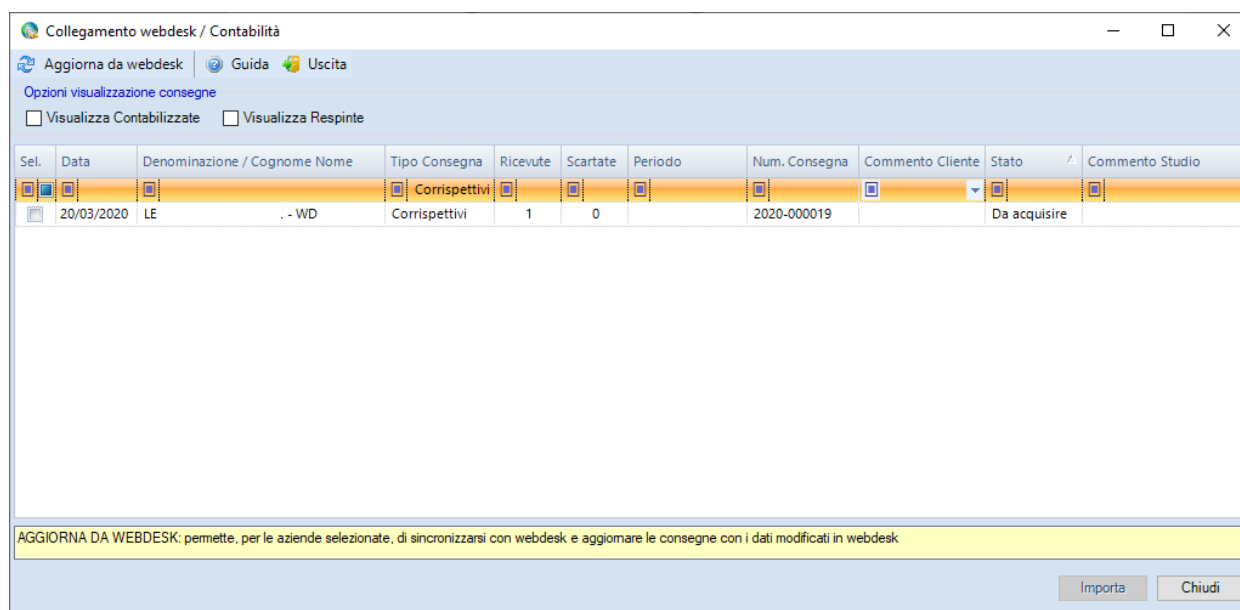 Collegamento webdesk / Contabilità
Aggiorna da webdesk Guida Uscita
Opzioni visualizzazione consegne
Visualizza Contabilizzate Visualizza Respinte
Sel. Data Denominazione / Cognome Nome Tipo Consegna Ricevute Scartate Periodo Num. Consegna Commento Cliente Stato Commento Studio
Corrispettivi
20/03/2020 LE . - WD Corrispettivi 1 0 2020-000019 Da acquisire
AGGIORNA DA WEBDESK: permette, per le aziende selezionate, di sincronizzarsi con webdesk e aggiornare le consegne con i dati modificati in webdesk
Importa Chiudi